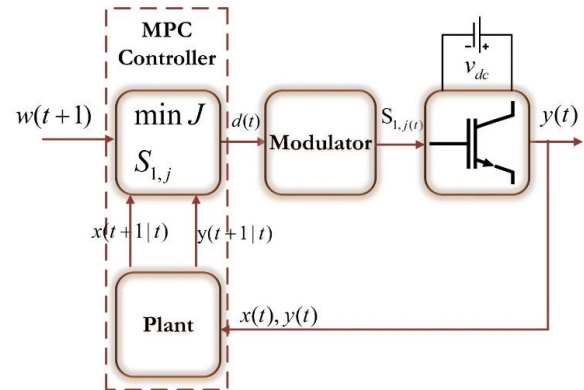 MPC
Controller
w(t+1)
min J
S1,j
d(t)
Modulator
S1,j(t)
- +
vdc
y(t)
x(t+1|t)
y(t+1|t)
Plant
x(t), y(t)